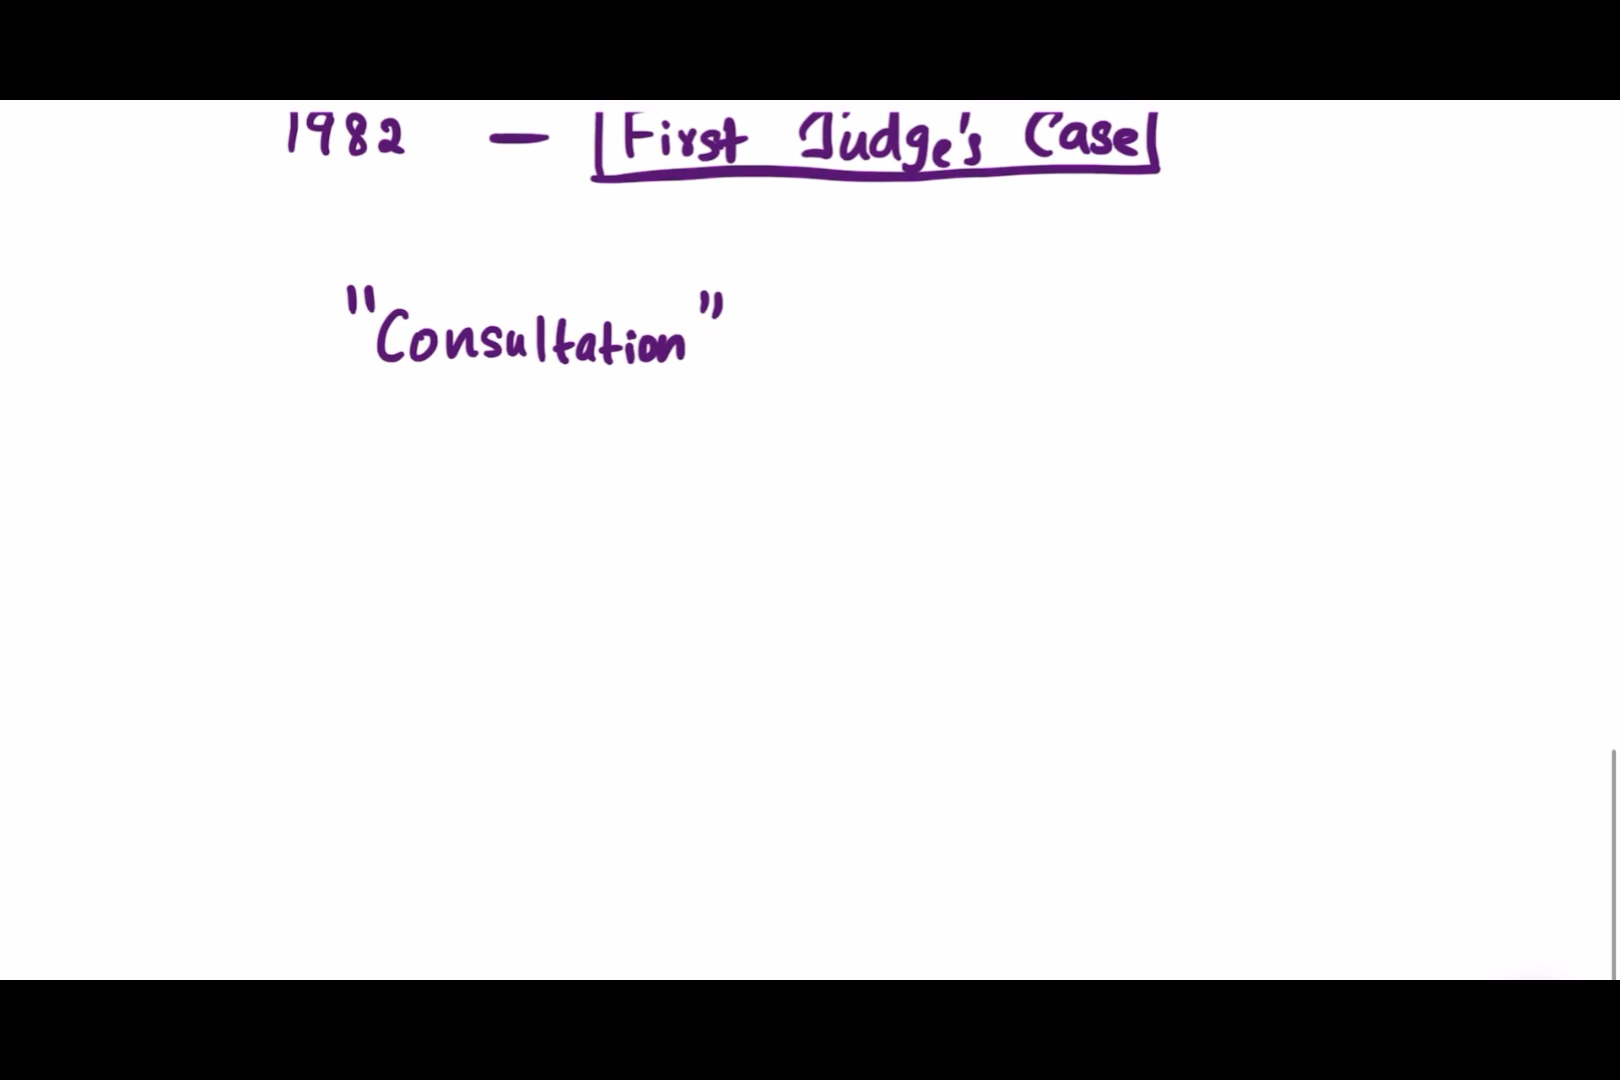 1982 — First Judge's Case
"Consultation"